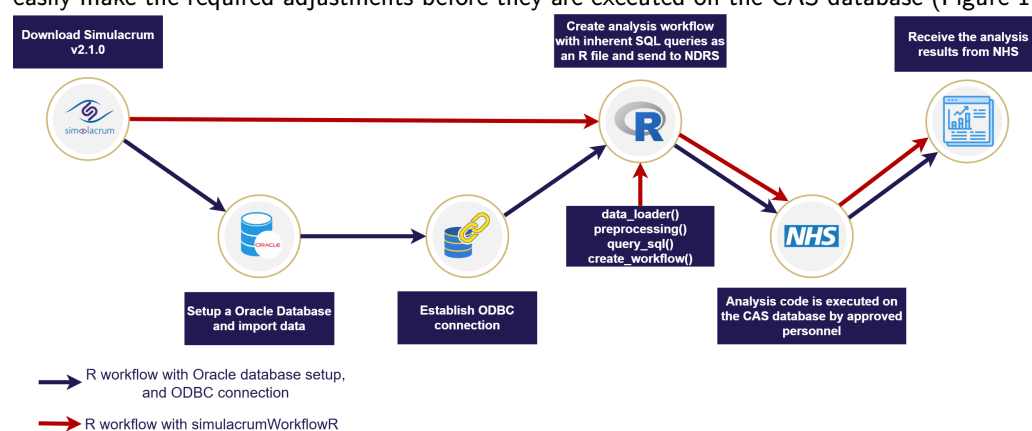 easily make the required adjustments before they are executed on the CAS database (Figure 1
Download Simulacrum
v2.1.0
Create analysis workflow
with inherent SQL queries as
an R file and send to NDRS
Receive the analysis
results from NHS
simulacrum
R
ORACLE
data_loader()
preprocessing()
query_sql()
create_workflow()
NHS
Setup a Oracle Database
and import data
Establish ODBC
connection
Analysis code is executed on
the CAS database by approved
personnel
R workflow with Oracle database setup,
and ODBC connection
R workflow with simulacrumWorkflowR